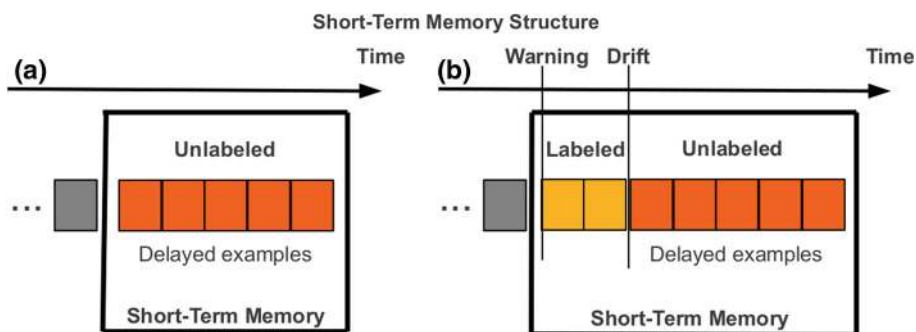 Short-Term Memory Structure
Time
(a)
Unlabeled
...
Delayed examples
Short-Term Memory
Warning Drift Time
(b)
Labeled Unlabeled
...
Delayed examples
Short-Term Memory